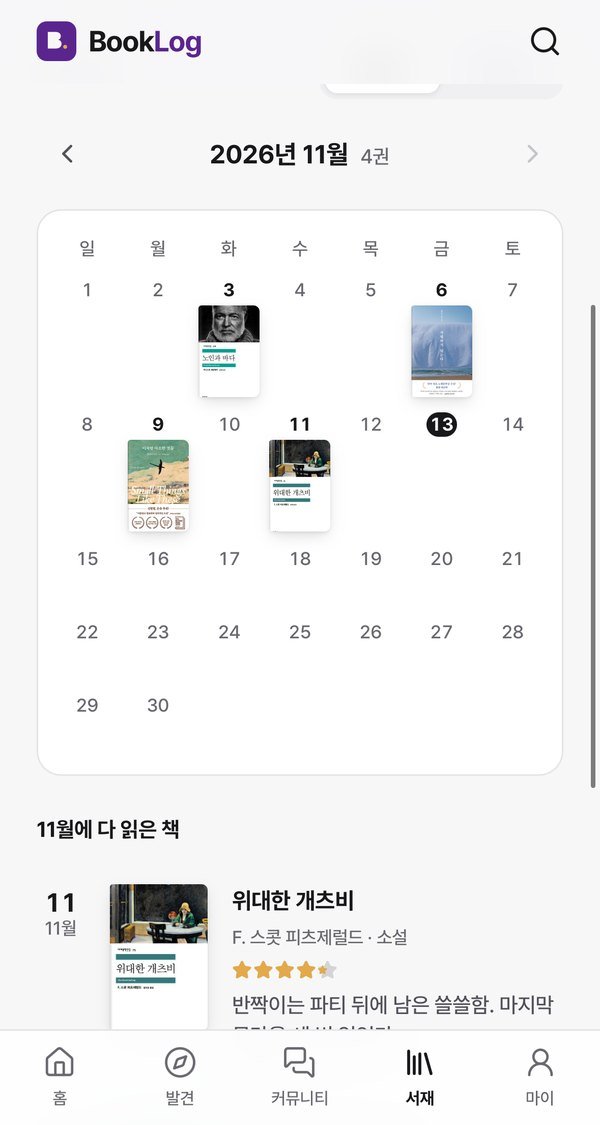 BookLog
2026년 11월 4권
일 월 화 수 목 금 토
1 2 3 4 5 6 7
노인과 바다
8 9 10 11 12 13 14
Small Things
Like These
위대한 개츠비
15 16 17 18 19 20 21
22 23 24 25 26 27 28
29 30
11월에 다 읽은 책
11
11월
위대한 개츠비
위대한 개츠비
F. 스콧 피츠제럴드 · 소설
반짝이는 파티 뒤에 남은 쓸쓸함. 마지막
홈 발견 커뮤니티 서재 마이